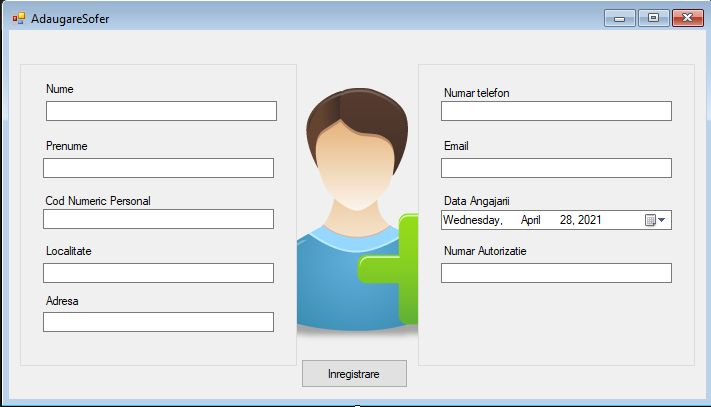 AdaugareSofer
Nume
Prenume
Cod Numeric Personal
Localitate
Adresa
Numar telefon
Email
Data Angajarii
Wednesday, April 28, 2021
Numar Autorizatie
Inregistrare